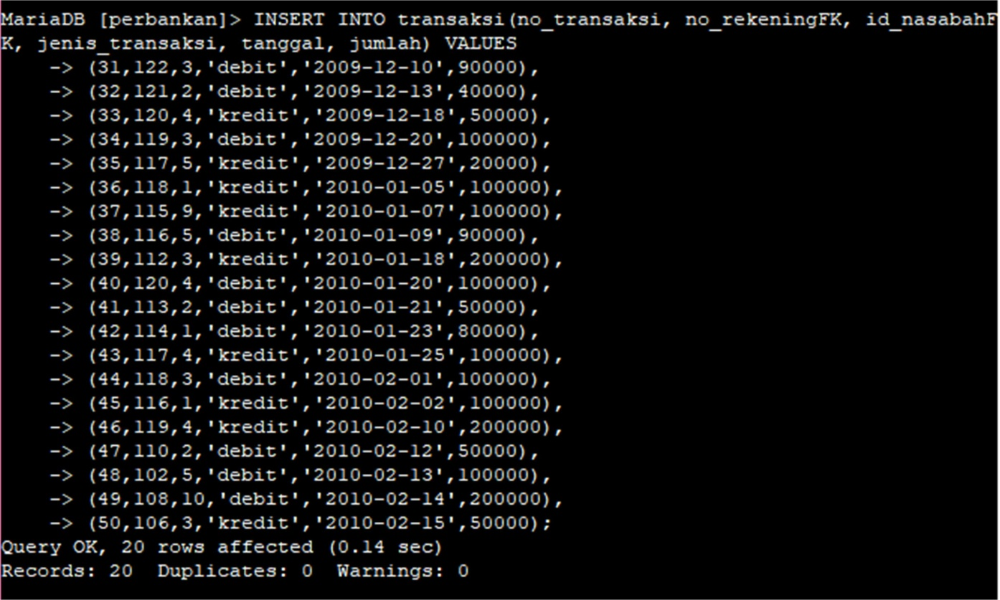 MariaDB [perbankan]> INSERT INTO transaksi(no_transaksi, no_rekeningFK, id_nasabahF
K, jenis_transaksi, tanggal, jumlah) VALUES
-> (31,122,3,'debit','2009-12-10',90000),
-> (32,121,2,'debit','2009-12-13',40000),
-> (33,120,4,'kredit','2009-12-18',50000),
-> (34,119,3,'debit','2009-12-20',100000),
-> (35,117,5,'kredit','2009-12-27',20000),
-> (36,118,1,'kredit','2010-01-05',100000),
-> (37,115,9,'kredit','2010-01-07',100000),
-> (38,116,5,'debit','2010-01-09',90000),
-> (39,112,3,'kredit','2010-01-18',200000),
-> (40,120,4,'debit','2010-01-20',100000),
-> (41,113,2,'debit','2010-01-21',50000),
-> (42,114,1,'debit','2010-01-23',80000),
-> (43,117,4,'kredit','2010-01-25',100000),
-> (44,118,3,'debit','2010-02-01',100000),
-> (45,116,1,'kredit','2010-02-02',100000),
-> (46,119,4,'kredit','2010-02-10',200000),
-> (47,110,2,'debit','2010-02-12',50000),
-> (48,102,5,'debit','2010-02-13',100000),
-> (49,108,10,'debit','2010-02-14',200000),
-> (50,106,3,'kredit','2010-02-15',50000);
Query OK, 20 rows affected (0.14 sec)
Records: 20  Duplicates: 0  Warnings: 0